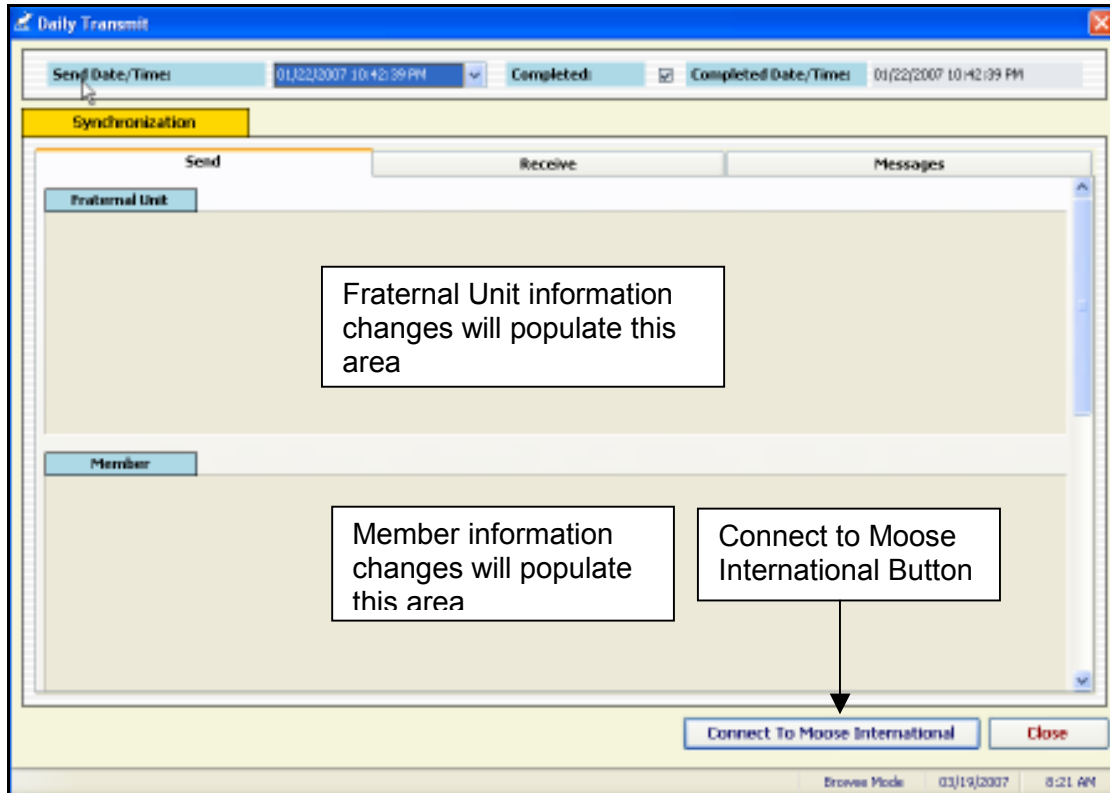 Daily Transmit
Send Date/Time: 01/22/2007 10:42:39 PM Completed: Completed Date/Time: 01/22/2007 10:42:39 PM
Synchronization
Send Receive Messages
Fraternal Unit
Fraternal Unit information
changes will populate this
area
Member
Member information
changes will populate
this area
Connect to Moose
International Button
Connect To Moose International Close
Browse Mode 03/19/2007 8:21 AM